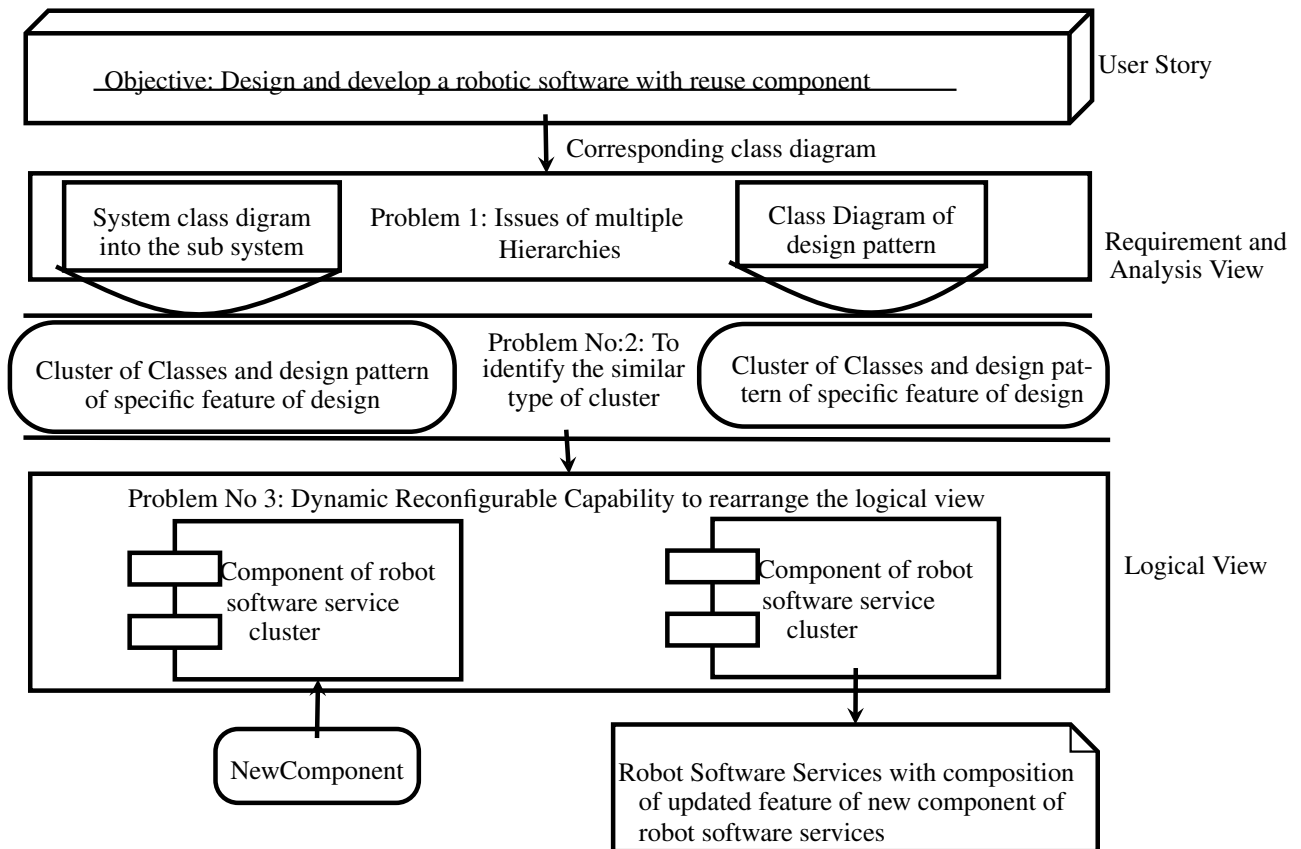 Objective: Design and develop a robotic software with reuse component
User Story
Corresponding class diagram
System class digram
into the sub system
Problem 1: Issues of multiple
Hierarchies
Class Diagram of
design pattern
Requirement and
Analysis View
Cluster of Classes and design pattern
of specific feature of design
Problem No:2: To
identify the similar
type of cluster
Cluster of Classes and design pat-
tern of specific feature of design
Problem No 3: Dynamic Reconfigurable Capability to rearrange the logical view
Component of robot
software service
cluster
Component of robot
software service
cluster
Logical View
NewComponent
Robot Software Services with composition
of updated feature of new component of
robot software services